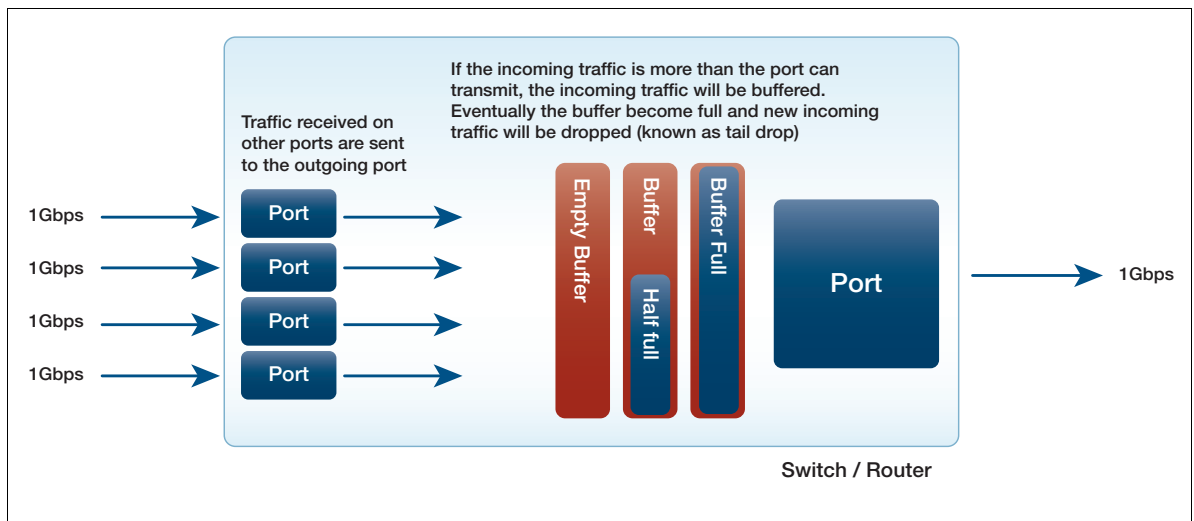 If the incoming traffic is more than the port can
transmit, the incoming traffic will be buffered.
Eventually the buffer become full and new incoming
traffic will be dropped (known as tail drop)
Traffic received on
other ports are sent
to the outgoing port
1Gbps
Port
1Gbps
Port
1Gbps
Port
1Gbps
Port
Empty Buffer
Buffer
Half full
Buffer Full
Port
1Gbps
Switch / Router